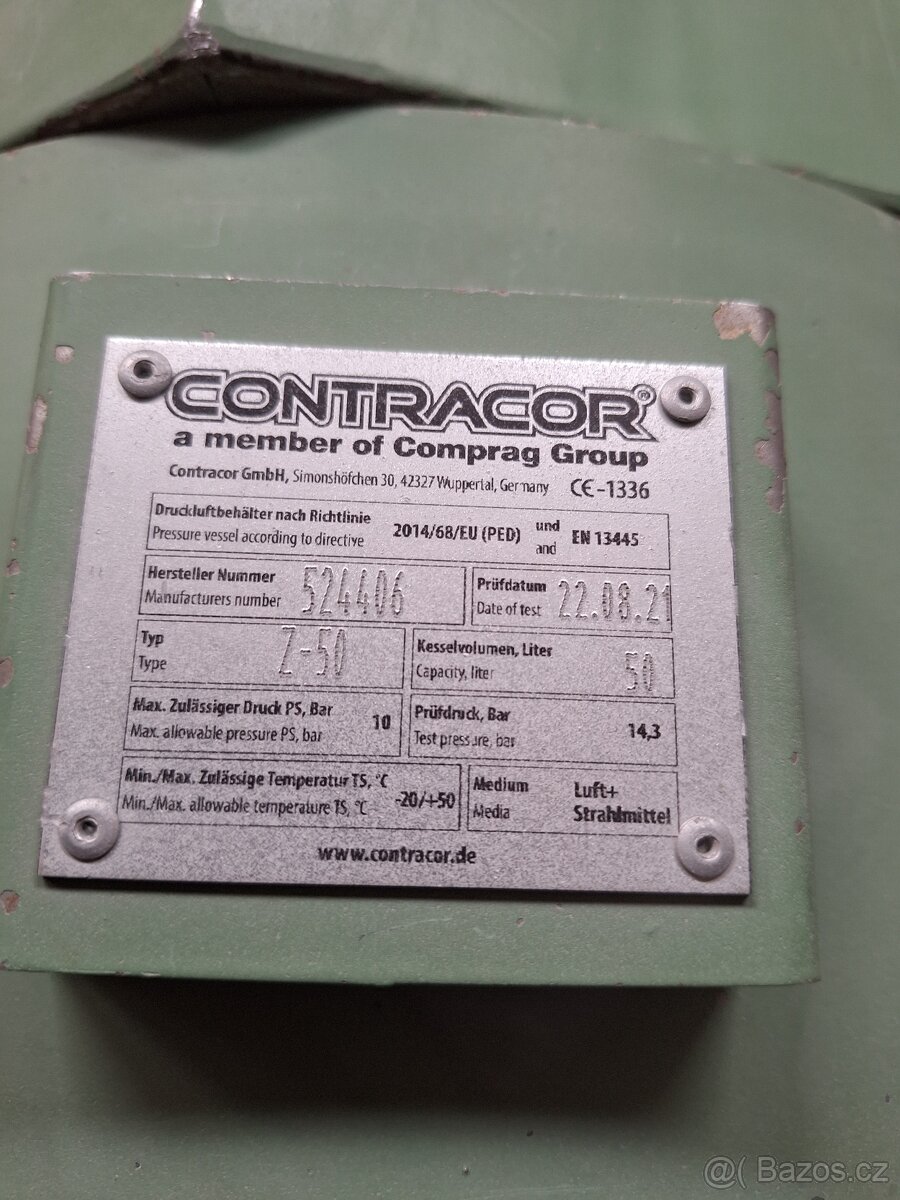 CONTRACOR®
a member of Comprag Group
Contracor GmbH, Simonshöfchen 30, 42327 Wuppertal, Germany CE-1336
Druckluftbehälter nach Richtlinie 2014/68/EU (PED) und EN 13445
Pressure vessel according to directive and
Hersteller Nummer 524406 Prüfdatum 22.08.21
Manufacturers number Date of test
Typ Z-50 Kesselvolumen, Liter 50
Type Capacity, liter
Max. Zulässiger Druck PS, Bar 10 Prüfdruck, Bar 14,3
Max. allowable pressure PS, bar Test pressure, bar
Min./Max. Zulässige Temperatur TS, °C -20/+50 Medium Luft+
Min./Max. allowable temperature TS, °C Media Strahlmittel
www.contracor.de
@( Bazos.cz